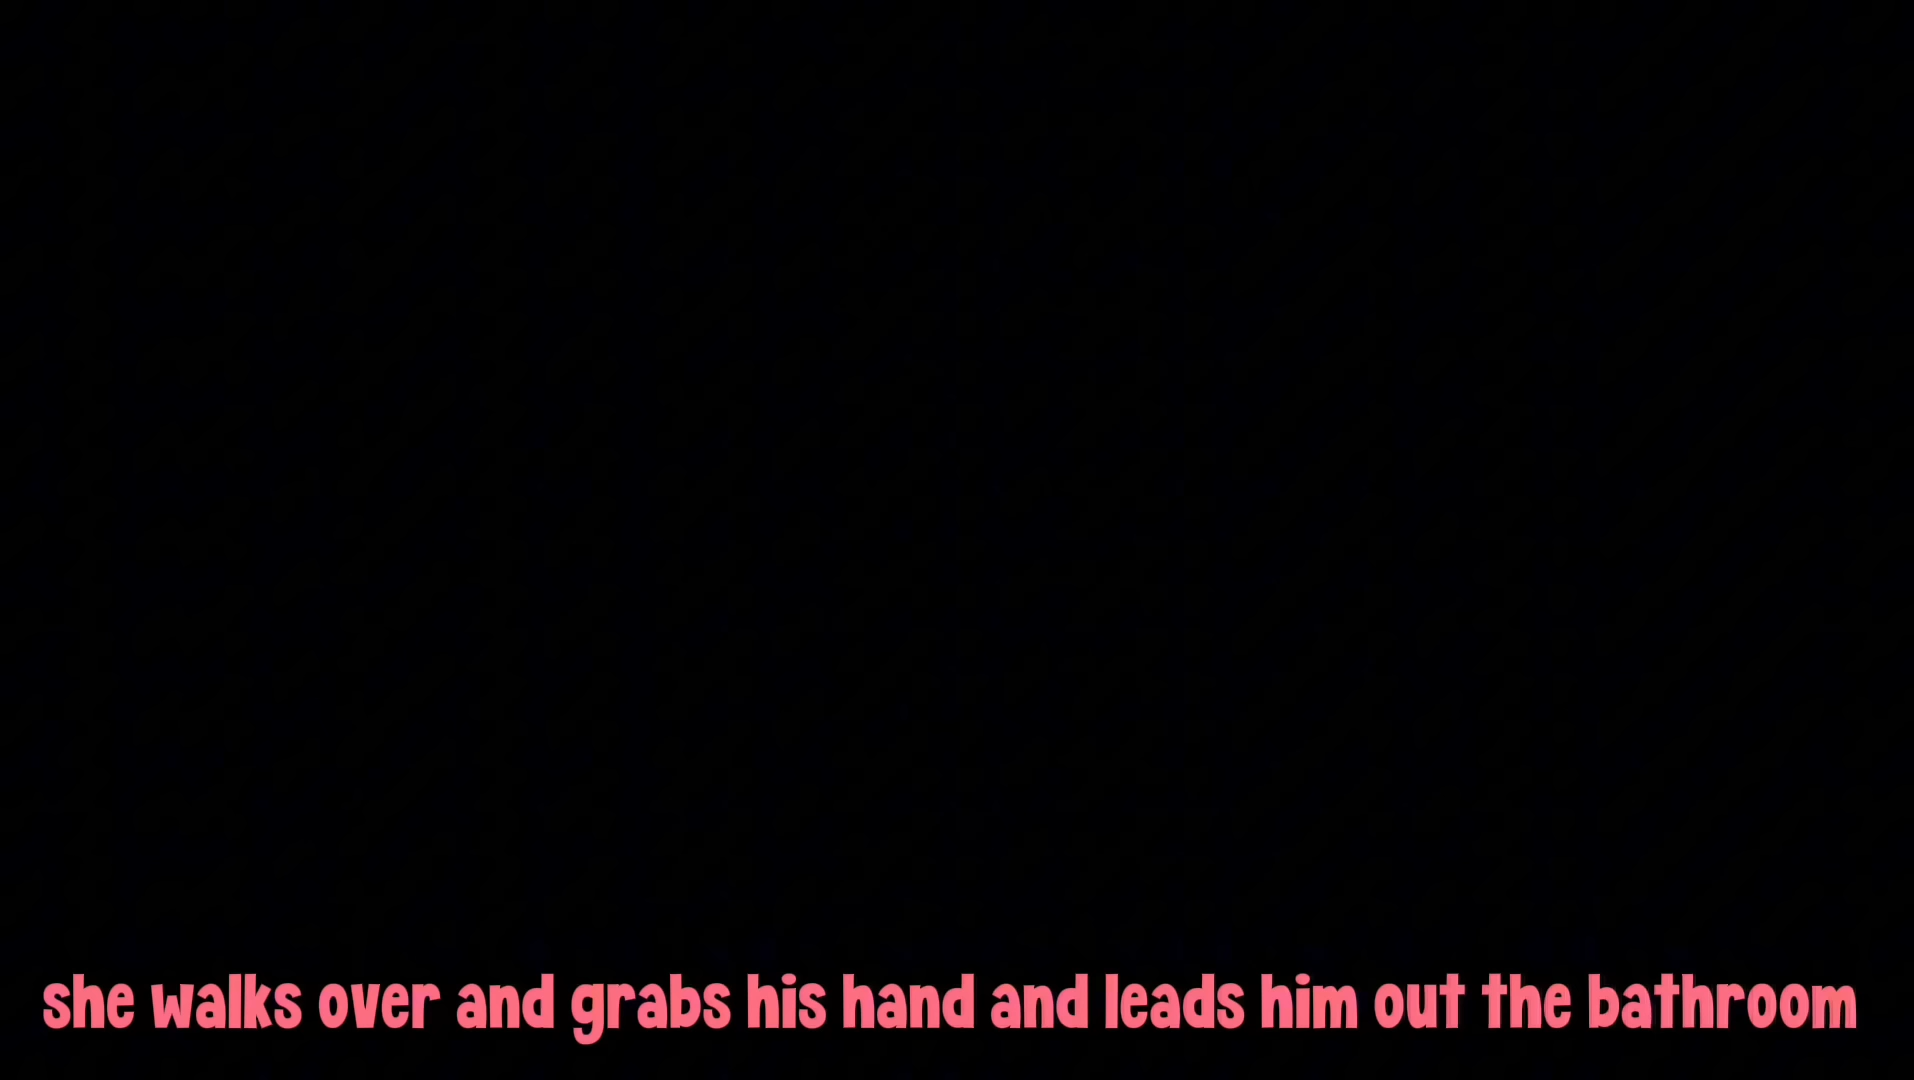 she walks over and grabs his hand and leads him out the bathroom